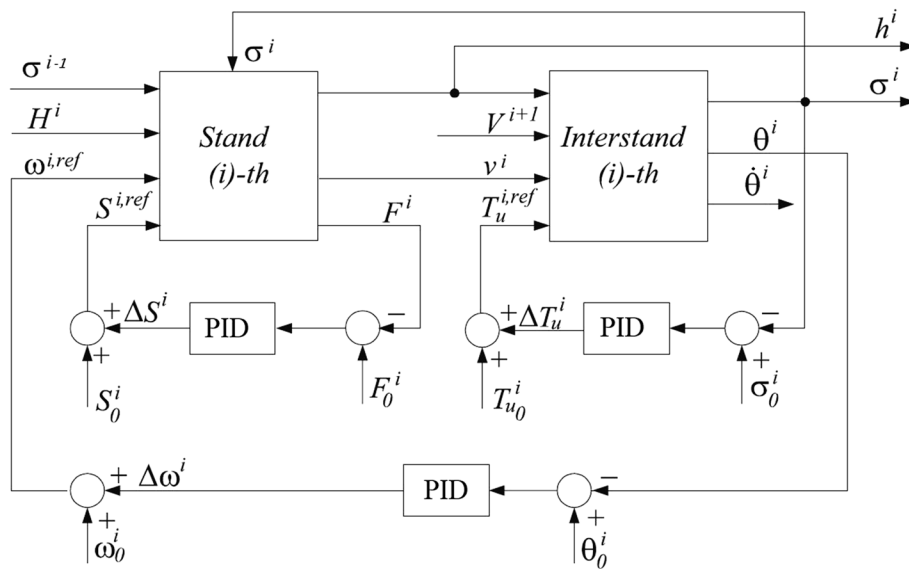 σ^i
h^i
σ^{i-1}
σ^i
H^i
Stand
(i)-th
V^{i+1}
Interstand
(i)-th
θ^i
ω^{i,ref}
v^i
θ̇^i
S^{i,ref}
F^i
T_u^{i,ref}
+ ΔS^i
PID
−
+ ΔT_u^i
PID
−
+
+
+
S_0^i
F_0^i
T_{u0}^i
σ_0^i
+ Δω^i
PID
−
+
+
ω_0^i
θ_0^i